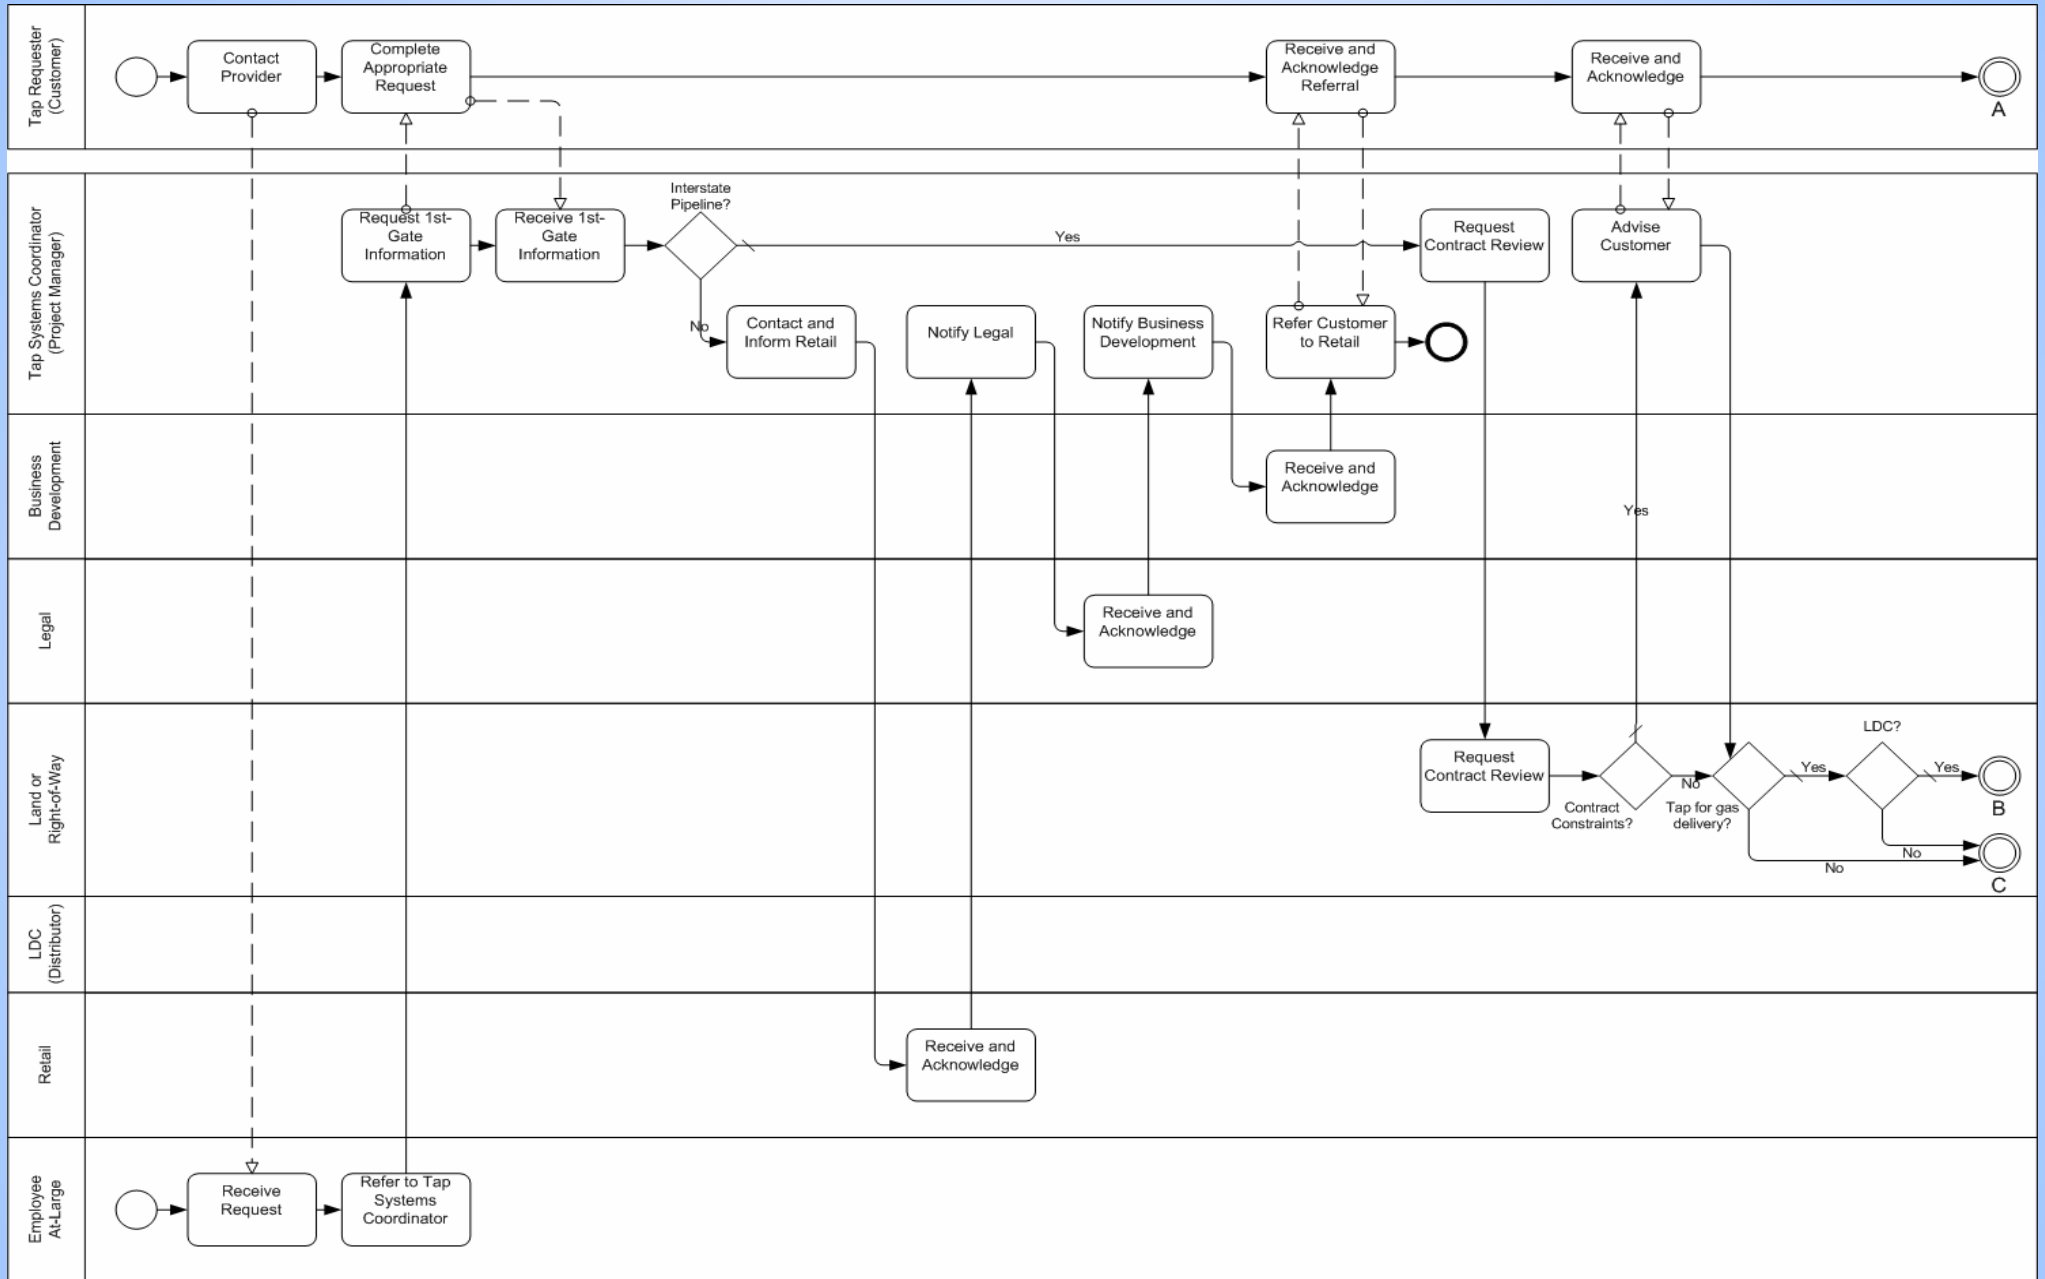 Tap Requester
(Customer)
Contact
Provider
Complete
Appropriate
Request
Receive and
Acknowledge
Referral
Receive and
Acknowledge
A
Tap Systems Coordinator
(Project Manager)
Request 1st-
Gate
Information
Receive 1st-
Gate
Information
Interstate
Pipeline?
Yes
No
Contact and
Inform Retail
Notify Legal
Notify Business
Development
Refer Customer
to Retail
Request
Contract Review
Advise
Customer
Business
Development
Receive and
Acknowledge
Yes
Legal
Receive and
Acknowledge
Land or
Right-of-Way
Request
Contract Review
Contract
Constraints?
No
Tap for gas
delivery?
Yes
LDC?
Yes
B
No
No
C
LDC
(Distributor)
Retail
Receive and
Acknowledge
Employee
At-Large
Receive
Request
Refer to Tap
Systems
Coordinator